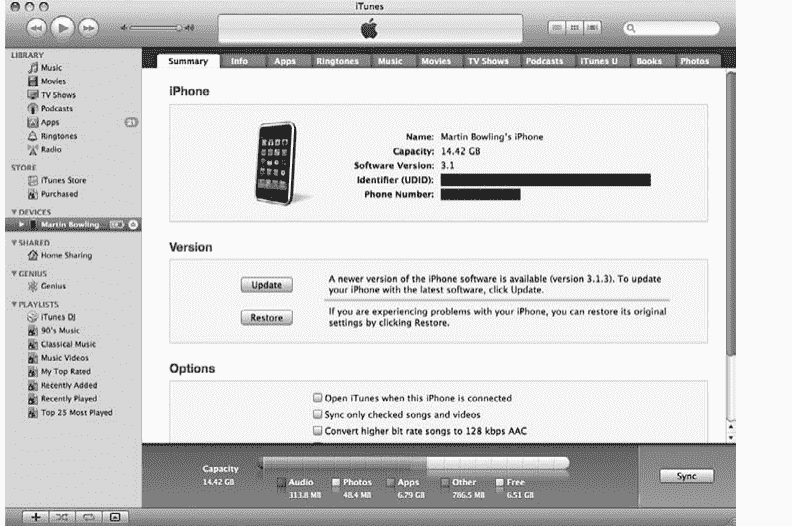 iTunes
LIBRARY
Music
Movies
TV Shows
Podcasts
Apps 21
Ringtones
Radio
STORE
iTunes Store
Purchased
DEVICES
Martin Bowling...
SHARED
Home Sharing
GENIUS
Genius
PLAYLISTS
iTunes DJ
90's Music
Classical Music
Music Videos
My Top Rated
Recently Added
Recently Played
Top 25 Most Played
Summary Info Apps Ringtones Music Movies TV Shows Podcasts iTunes U Books Photos
iPhone
Name: Martin Bowling's iPhone
Capacity: 14.42 GB
Software Version: 3.1
Identifier (UDID):
Phone Number:
Version
Update
A newer version of the iPhone software is available (version 3.1.3). To update
your iPhone with the latest software, click Update.
Restore
If you are experiencing problems with your iPhone, you can restore its original
settings by clicking Restore.
Options
Open iTunes when this iPhone is connected
Sync only checked songs and videos
Convert higher bit rate songs to 128 kbps AAC
Capacity
14.42 GB
Audio Photos Apps Other Free
313.8 MB 48.4 MB 6.79 GB 786.5 MB 6.51 GB
Sync